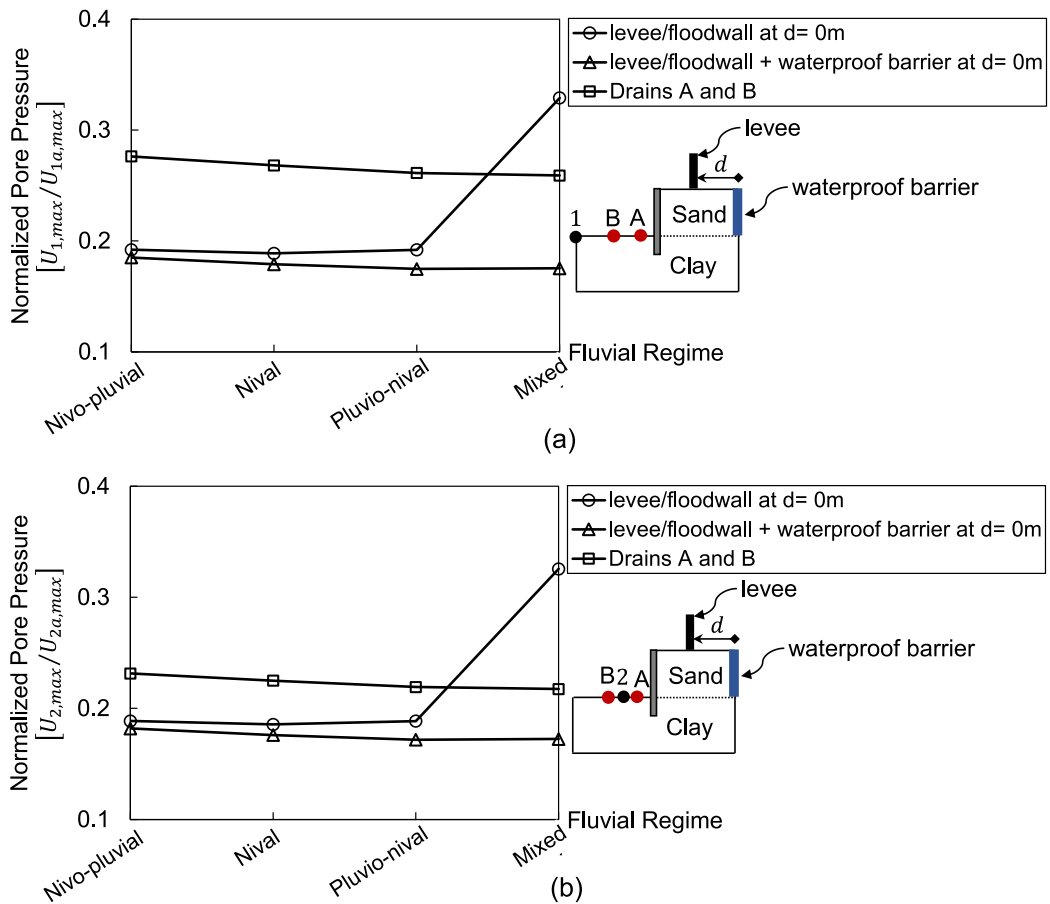 0.4
0.3
0.2
0.1
Normalized Pore Pressure
[U1,max/U1a,max]
levee/floodwall at d= 0m
levee/floodwall + waterproof barrier at d= 0m
Drains A and B
levee
d
waterproof barrier
1
B
A
Sand
Clay
Fluvial Regime
Nivo-pluvial
Nival
Pluvio-nival
Mixed
(a)
0.4
0.3
0.2
0.1
Normalized Pore Pressure
[U2,max/U2a,max]
levee/floodwall at d= 0m
levee/floodwall + waterproof barrier at d= 0m
Drains A and B
levee
d
waterproof barrier
B 2 A
Sand
Clay
Fluvial Regime
Nivo-pluvial
Nival
Pluvio-nival
Mixed
(b)